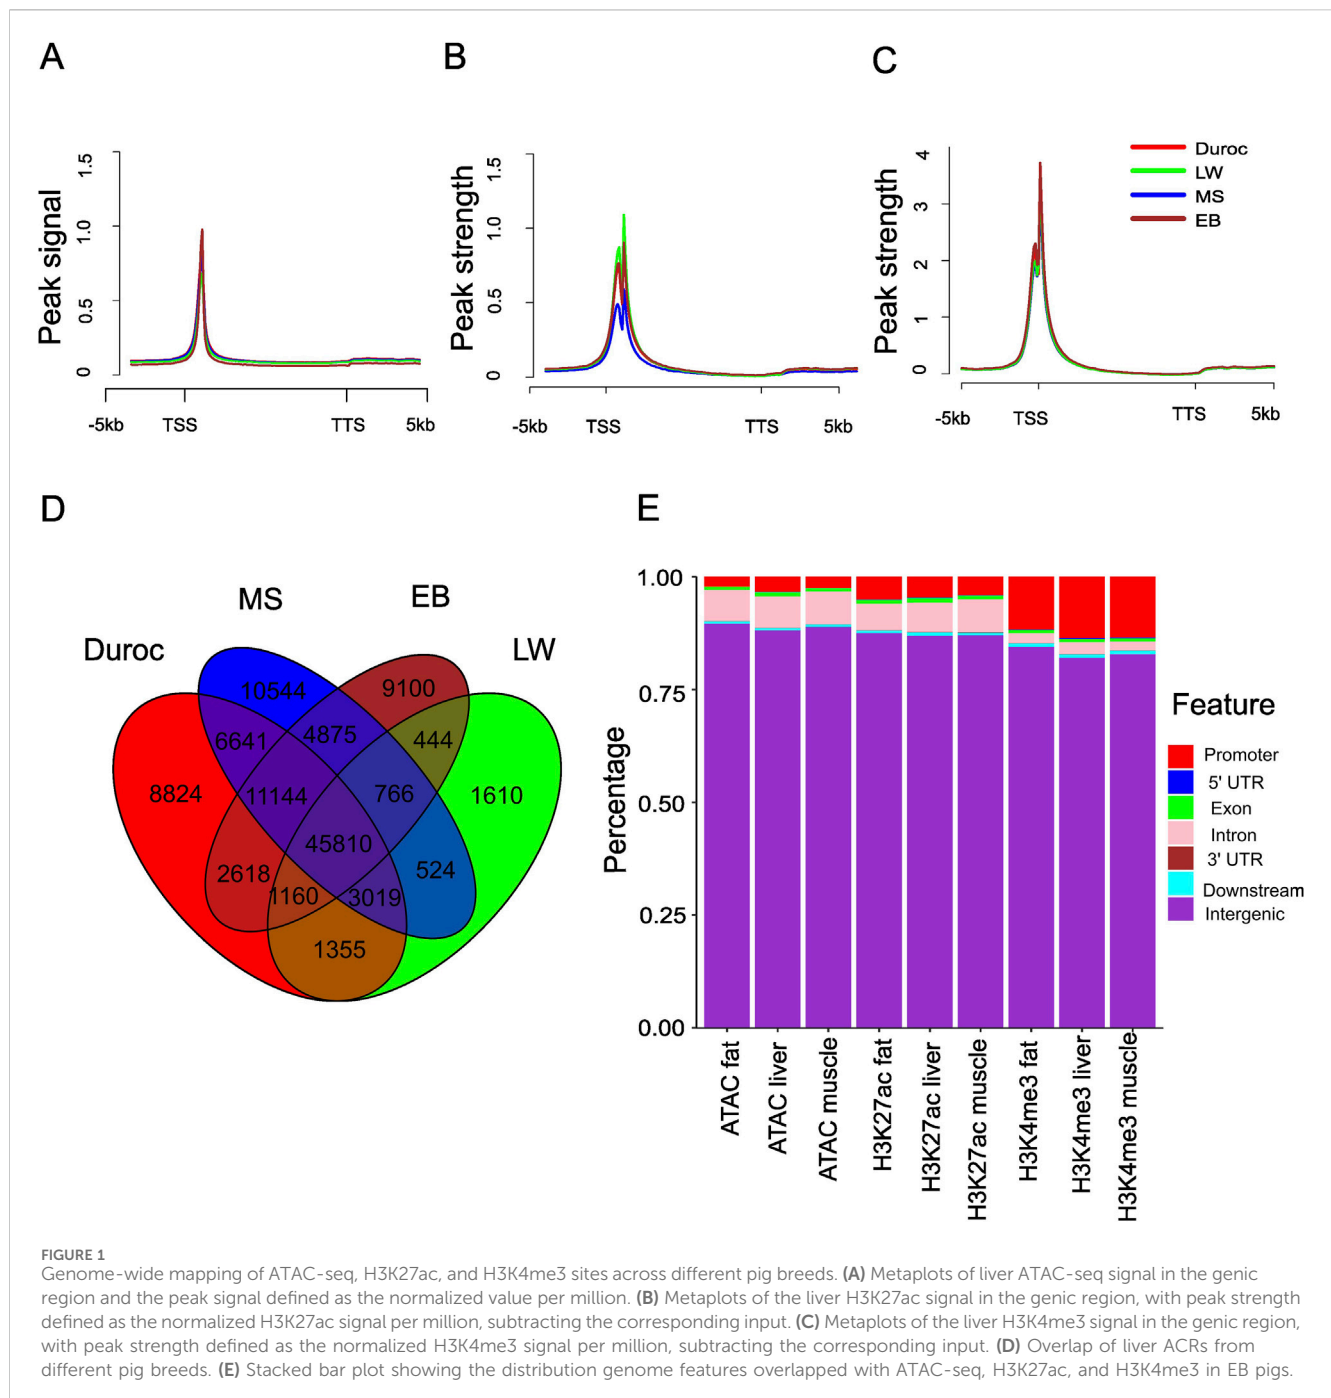 A
B
C
Peak signal
0
0.5
1.0
1.5
-5kb
TSS
TTS
5kb
Peak strength
0
0.5
1.0
1.5
-5kb
TSS
TTS
5kb
Peak strength
0
1
2
3
4
-5kb
TSS
TTS
5kb
Duroc
LW
MS
EB
D
E
MS
EB
Duroc
LW
10544
9100
6641
4875
444
8824
11144
766
1610
45810
2618
524
1160
3019
1355
Percentage
1.00
0.75
0.50
0.25
0.00
ATAC fat
ATAC liver
ATAC muscle
H3K27ac fat
H3K27ac liver
H3K27ac muscle
H3K4me3 fat
H3K4me3 liver
H3K4me3 muscle
Feature
Promoter
5' UTR
Exon
Intron
3' UTR
Downstream
Intergenic
FIGURE 1
Genome-wide mapping of ATAC-seq, H3K27ac, and H3K4me3 sites across different pig breeds. (A) Metaplots of liver ATAC-seq signal in the genic
region and the peak signal defined as the normalized value per million. (B) Metaplots of the liver H3K27ac signal in the genic region, with peak strength
defined as the normalized H3K27ac signal per million, subtracting the corresponding input. (C) Metaplots of the liver H3K4me3 signal in the genic region,
with peak strength defined as the normalized H3K4me3 signal per million, subtracting the corresponding input. (D) Overlap of liver ACRs from
different pig breeds. (E) Stacked bar plot showing the distribution genome features overlapped with ATAC-seq, H3K27ac, and H3K4me3 in EB pigs.